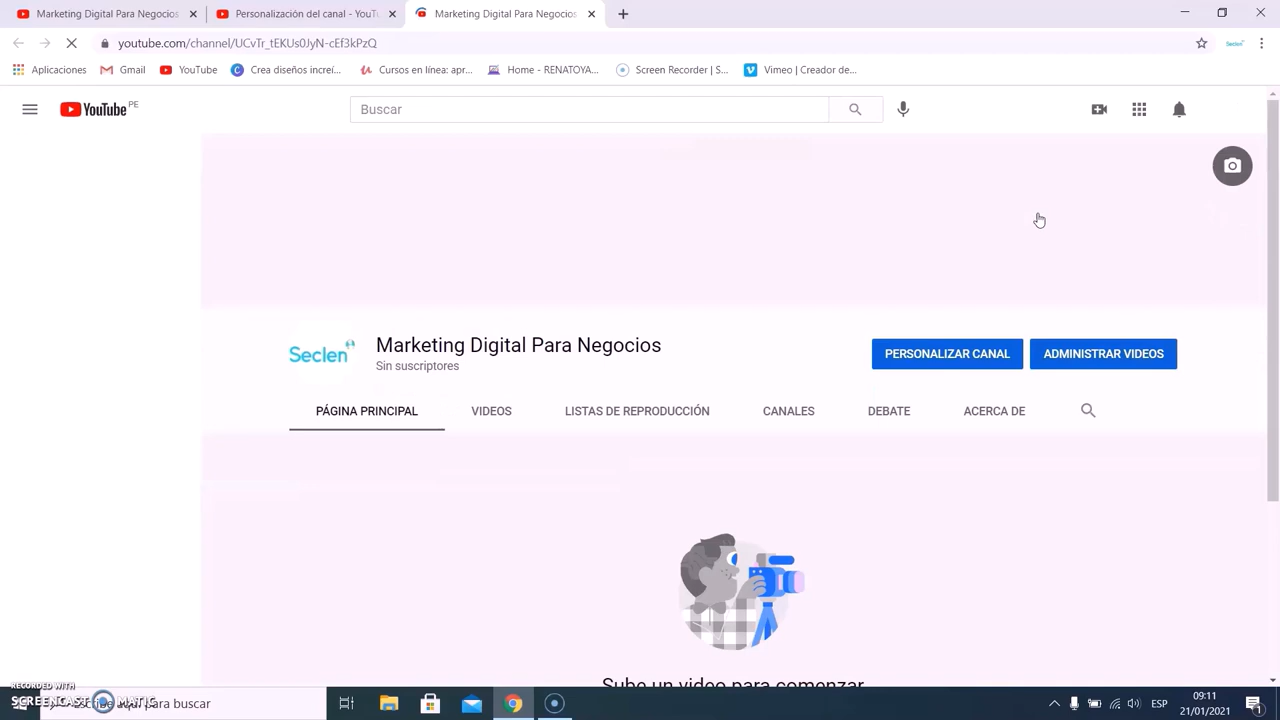 Marketing Digital Para Negocios
Personalización del canal - YouTu
Marketing Digital Para Negocios
youtube.com/channel/UCvTr_tEKUs0JyN-cEf3kPzQ
Seclen
Aplicaciones
Gmail
YouTube
Crea diseños increí...
Cursos en línea: apr...
Home - RENATOYA...
Screen Recorder | S...
Vimeo | Creador de...
YouTube PE
Buscar
Seclen
Marketing Digital Para Negocios
Sin suscriptores
PERSONALIZAR CANAL
ADMINISTRAR VIDEOS
PÁGINA PRINCIPAL
VIDEOS
LISTAS DE REPRODUCCIÓN
CANALES
DEBATE
ACERCA DE
Sube un video para comenzar
RECORDED WITH
SCREENCAST MATIC
aquí para buscar
ESP
09:11
21/01/2021
1